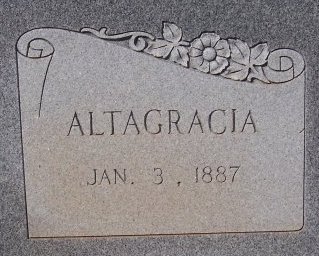 ALTAGRACIA
JAN. 3, 1887